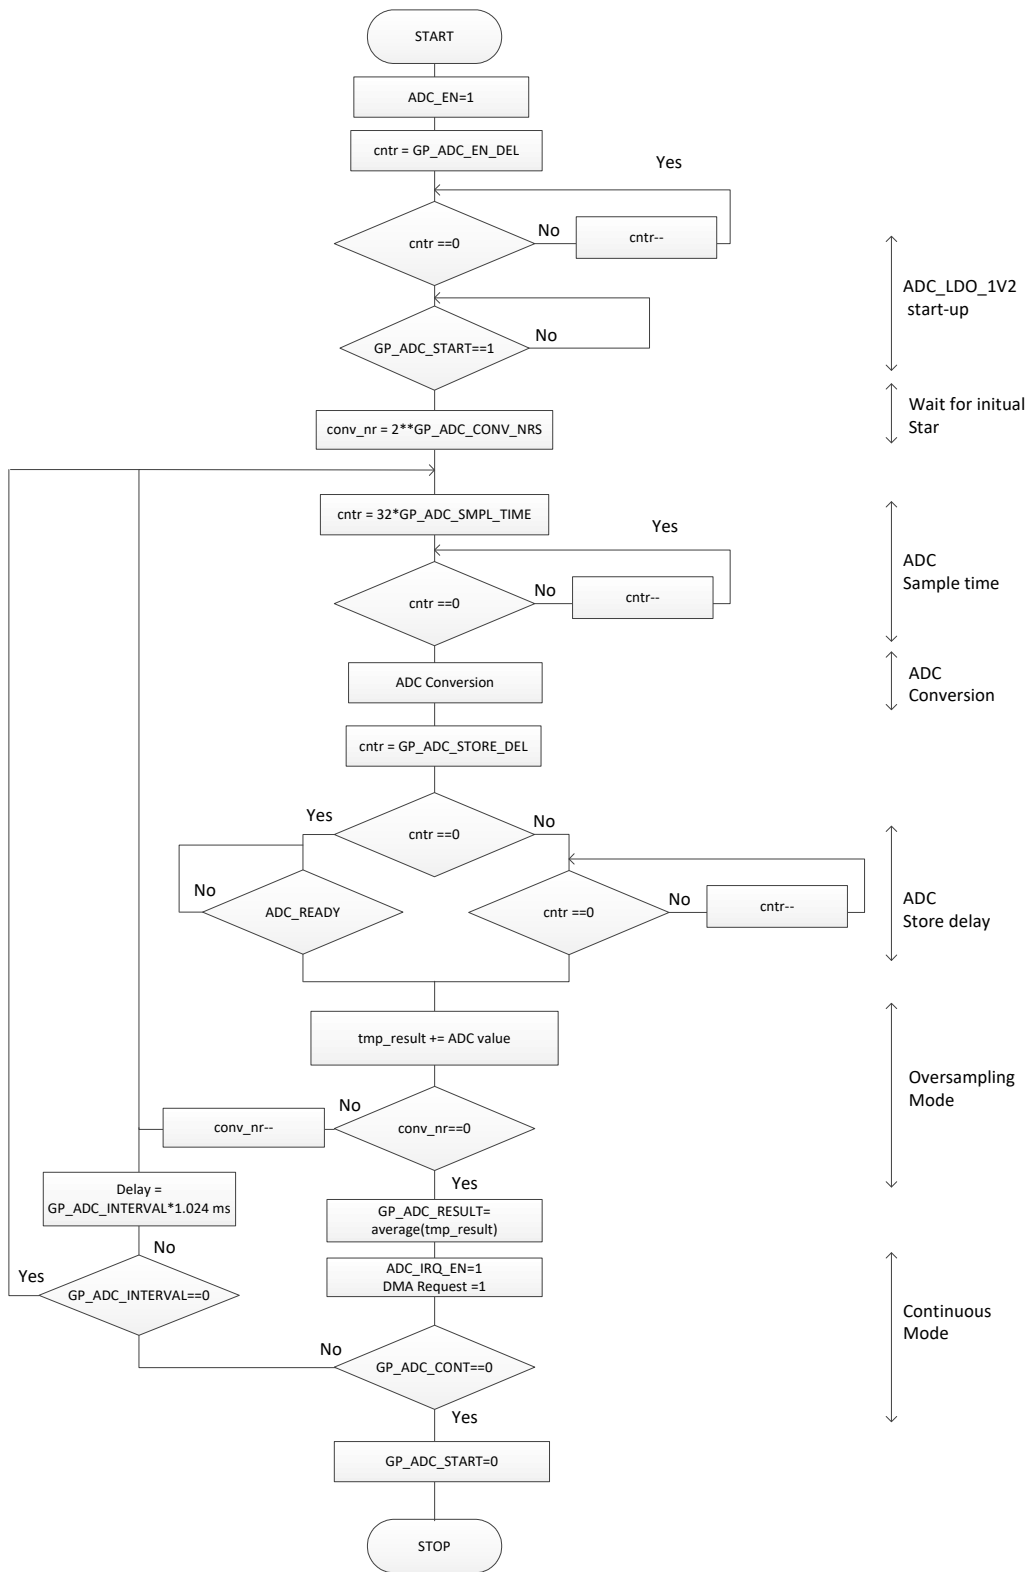 START
ADC_EN=1
cntr = GP_ADC_EN_DEL
Yes
cntr ==0
No
cntr--
ADC_LDO_1V2
start-up
GP_ADC_START==1
No
Wait for initual
Star
conv_nr = 2**GP_ADC_CONV_NRS
cntr = 32*GP_ADC_SMPL_TIME
Yes
cntr ==0
No
cntr--
ADC
Sample time
ADC Conversion
ADC
Conversion
cntr = GP_ADC_STORE_DEL
Yes
cntr ==0
No
No
ADC_READY
cntr ==0
No
cntr--
ADC
Store delay
tmp_result += ADC value
Oversampling
Mode
conv_nr--
No
conv_nr==0
Yes
Delay =
GP_ADC_INTERVAL*1.024 ms
GP_ADC_RESULT=
average(tmp_result)
No
Yes
GP_ADC_INTERVAL==0
ADC_IRQ_EN=1
DMA Request =1
Continuous
Mode
No
GP_ADC_CONT==0
Yes
GP_ADC_START=0
STOP